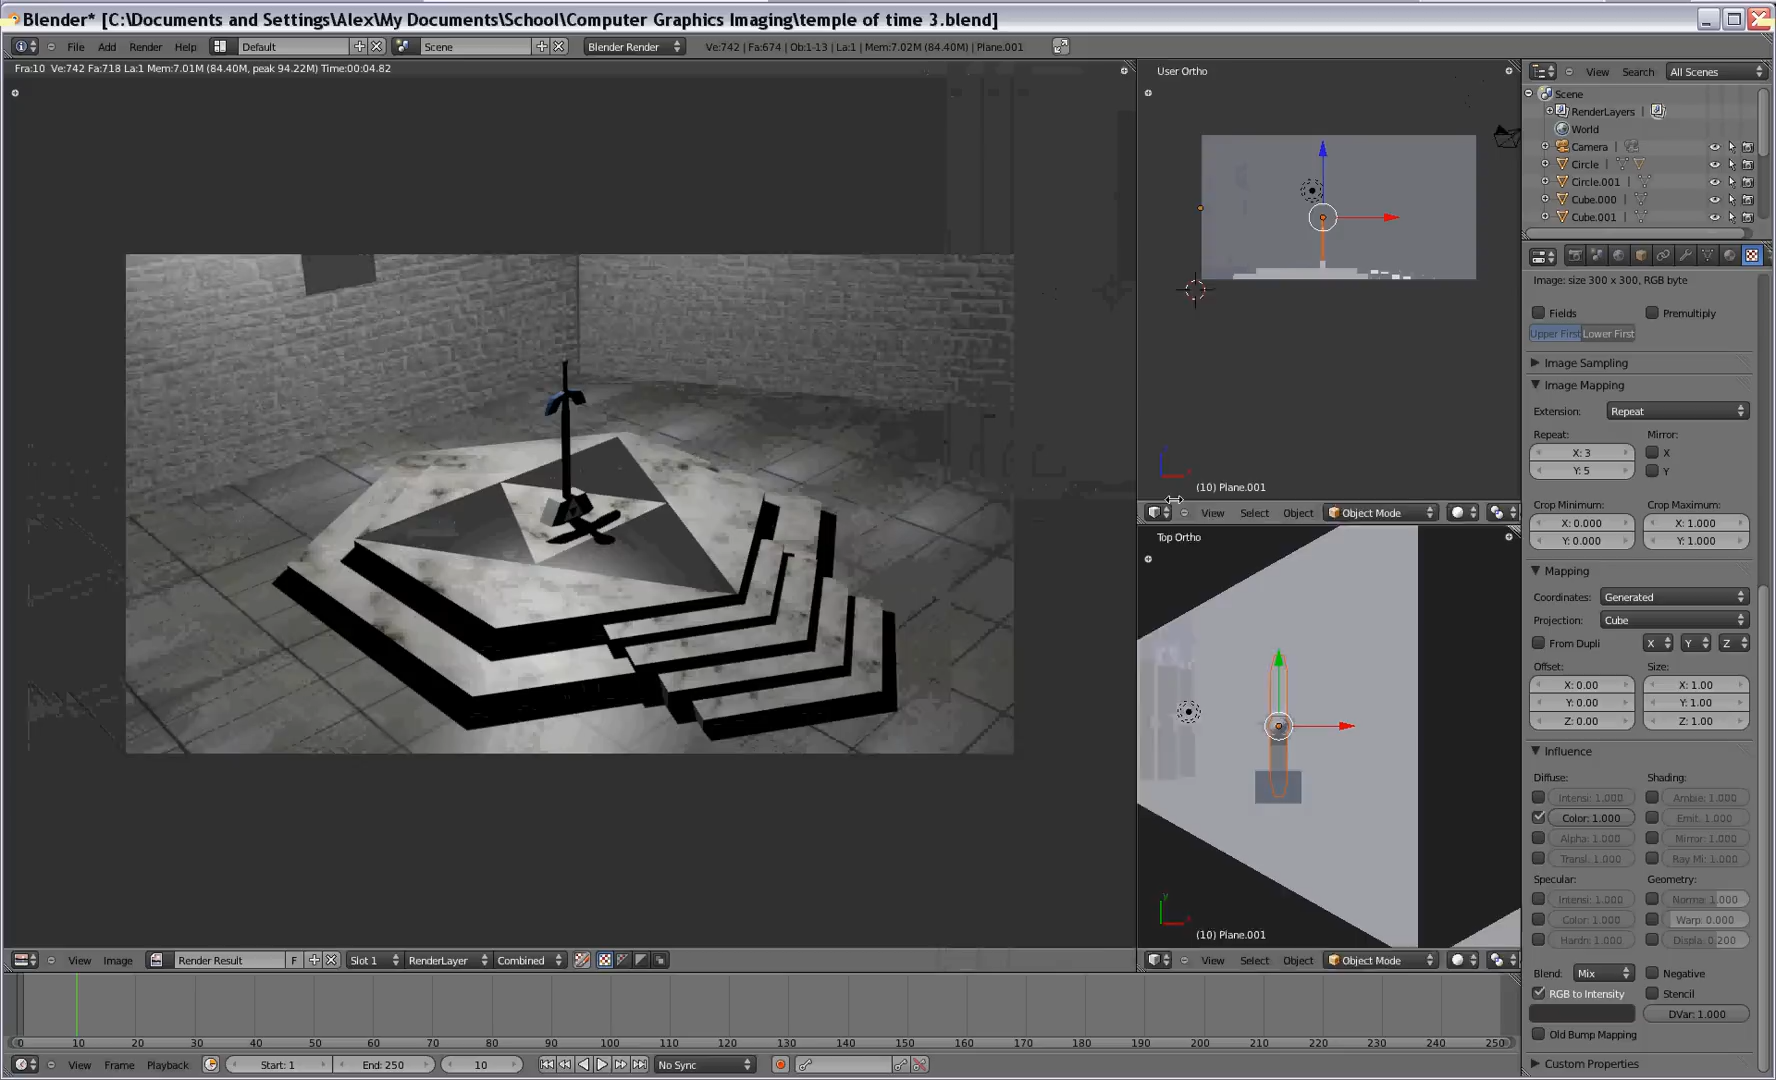 Blender* [C:\Documents and Settings\Alex\My Documents\School\Computer Graphics Imaging\temple of time 3.blend]
File Add Render Help Default Scene Blender Render Ve:742 | Fa:674 | Ob:1-13 | La:1 | Mem:7.02M (84.40M) | Plane.001
Fra:10 Ve:742 Fa:718 La:1 Mem:7.01M (84.40M, peak 94.22M) Time:00:04.82
User Ortho
(10) Plane.001
View Select Object Object Mode
Top Ortho
(10) Plane.001
View Select Object Object Mode
View Search All Scenes
Scene
RenderLayers
World
Camera
Circle
Circle.001
Cube.000
Cube.001
Image: size 300 x 300, RGB byte
Fields Premultiply
Upper First Lower First
Image Sampling
Image Mapping
Extension: Repeat
Repeat: Mirror:
X: 3 X
Y: 5 Y
Crop Minimum: Crop Maximum:
X: 0.000 X: 1.000
Y: 0.000 Y: 1.000
Mapping
Coordinates: Generated
Projection: Cube
From Dupli X Y Z
Offset: Size:
X: 0.00 X: 1.00
Y: 0.00 Y: 1.00
Z: 0.00 Z: 1.00
Influence
Diffuse: Shading:
Intensi: 1.000 Ambie: 1.000
Color: 1.000 Emit: 1.000
Alpha: 1.000 Mirror: 1.000
Transl: 1.000 Ray Mi: 1.000
Specular: Geometry:
Intensi: 1.000 Norma: 1.000
Color: 1.000 Warp: 0.000
Hardn: 1.000 Displa: 0.200
Blend: Mix Negative
RGB to Intensity Stencil
DVar: 1.000
Old Bump Mapping
Custom Properties
View Image Render Result F Slot 1 RenderLayer Combined
0 10 20 30 40 50 60 70 80 90 100 110 120 130 140 150 160 170 180 190 200 210 220 230 240 250
View Frame Playback Start: 1 End: 250 10 No Sync